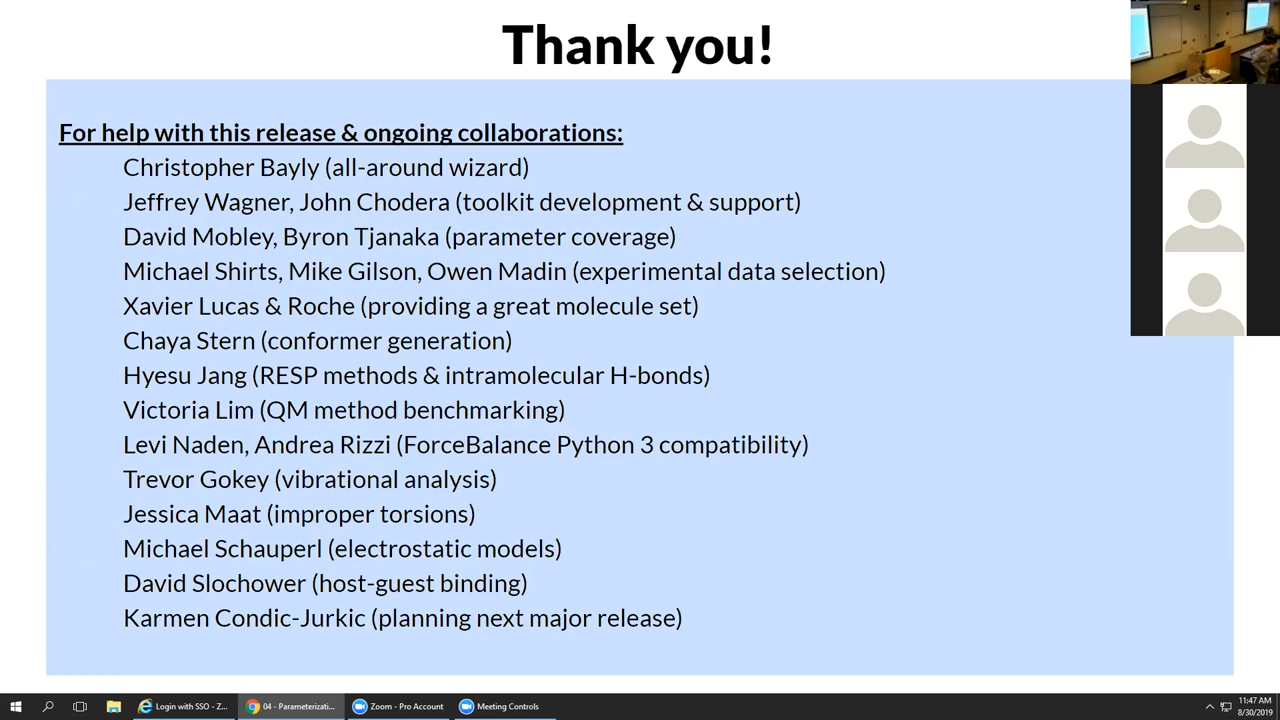 Thank you!
For help with this release & ongoing collaborations:
Christopher Bayly (all-around wizard)
Jeffrey Wagner, John Chodera (toolkit development & support)
David Mobley, Byron Tjanaka (parameter coverage)
Michael Shirts, Mike Gilson, Owen Madin (experimental data selection)
Xavier Lucas & Roche (providing a great molecule set)
Chaya Stern (conformer generation)
Hyesu Jang (RESP methods & intramolecular H-bonds)
Victoria Lim (QM method benchmarking)
Levi Naden, Andrea Rizzi (ForceBalance Python 3 compatibility)
Trevor Gokey (vibrational analysis)
Jessica Maat (improper torsions)
Michael Schauperl (electrostatic models)
David Slochower (host-guest binding)
Karmen Condic-Jurkic (planning next major release)
Login with SSO - Z...
04 - Parameterizati...
Zoom - Pro Account
Meeting Controls
11:47 AM
8/30/2019